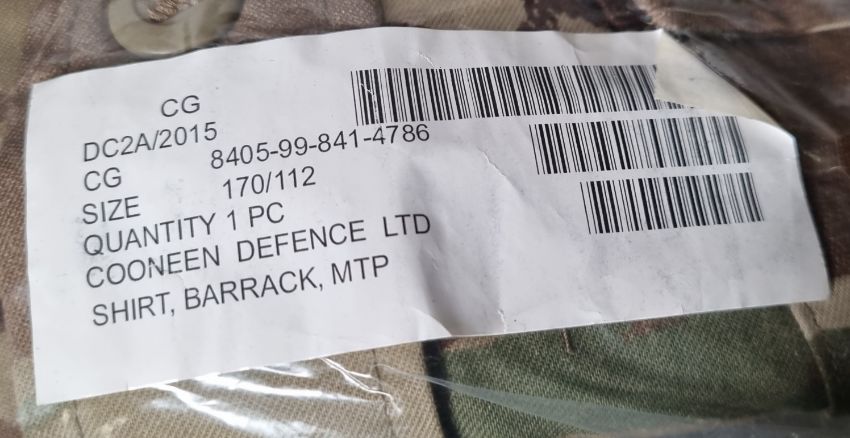 CG
DC2A/2015
CG 8405-99-841-4786
SIZE 170/112
QUANTITY 1 PC
COONEEN DEFENCE LTD
SHIRT, BARRACK, MTP